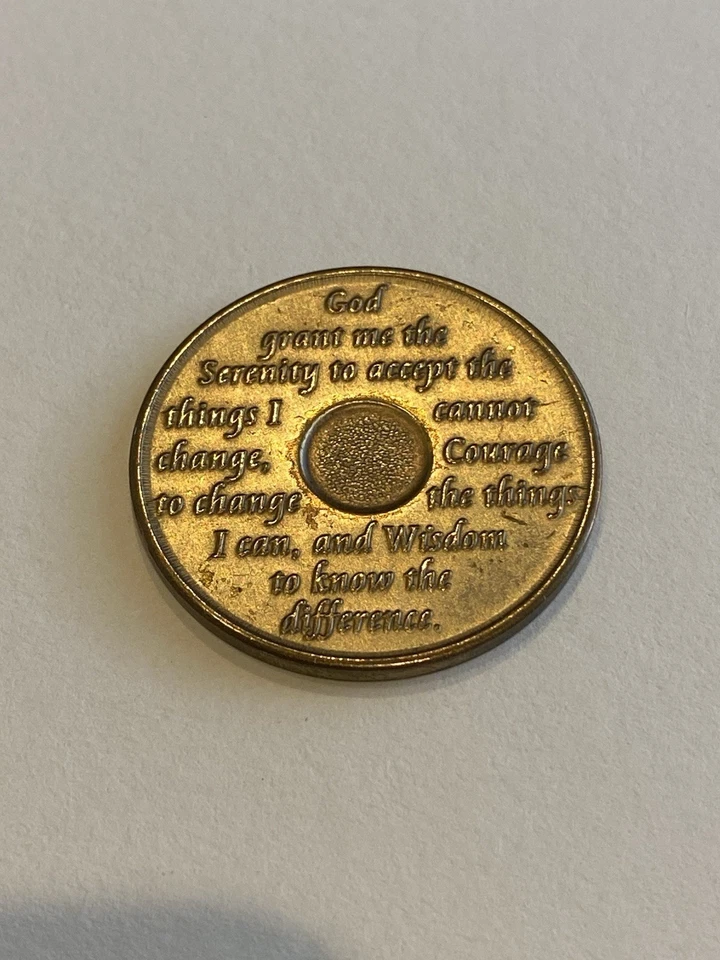 God
grant me the
Serenity to accept the
things I cannot
change, Courage
to change the things
I can, and Wisdom
to know the
difference.